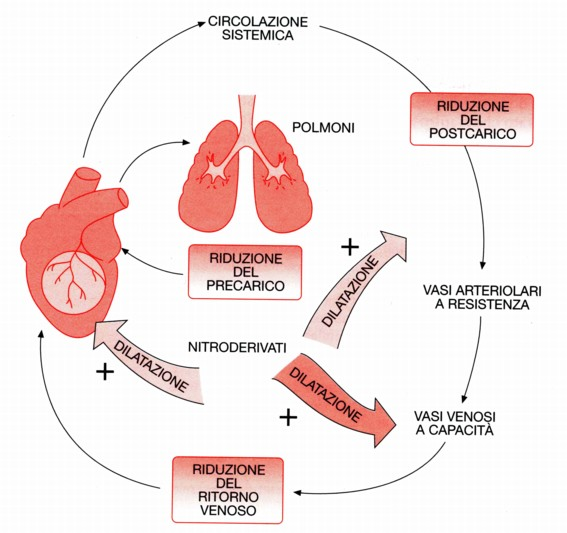 CIRCOLAZIONE
SISTEMICA
RIDUZIONE
DEL
POSTCARICO
POLMONI
RIDUZIONE
DEL
PRECARICO
+
DILATAZIONE
VASI ARTERIOLARI
A RESISTENZA
NITRODERIVATI
DILATAZIONE
+
DILATAZIONE
+
VASI VENOSI
A CAPACITÀ
RIDUZIONE
DEL
RITORNO
VENOSO